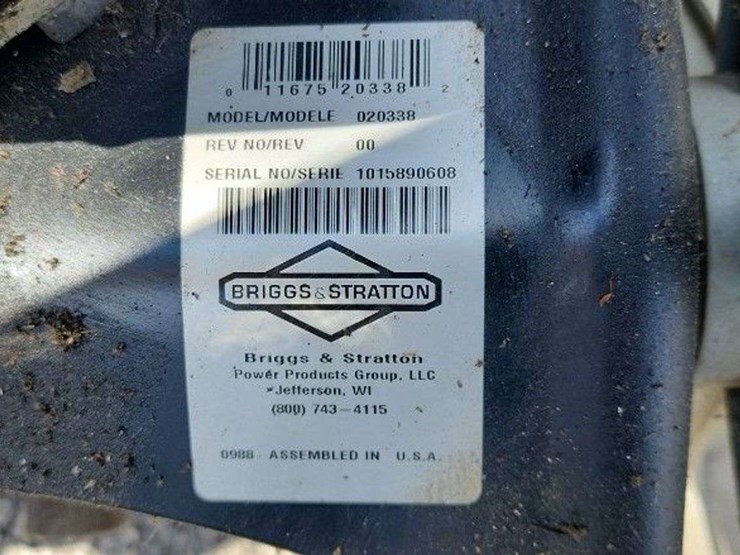 0 11675 20338 2
MODEL/MODELE 020338
REV NO/REV 00
SERIAL NO/SERIE 1015890608
BRIGGS & STRATTON
Briggs & Stratton
Power Products Group, LLC
Jefferson, WI
(800) 743-4115
0988 ASSEMBLED IN U.S.A.